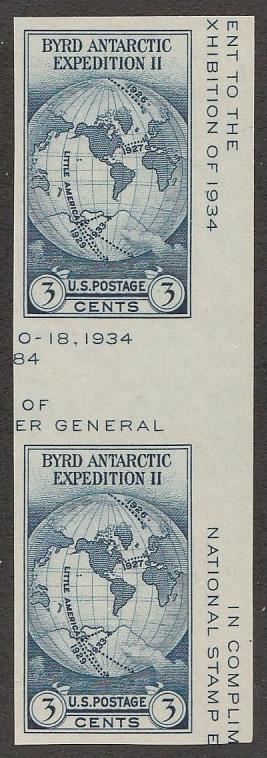 BYRD ANTARCTIC
EXPEDITION II
1926
1927
LITTLE AMERICA
1933
1929
3 U.S. POSTAGE 3
CENTS
ENT TO THE
XHIBITION OF 1934
0-18, 1934
84
OF
ER GENERAL
BYRD ANTARCTIC
EXPEDITION II
1926
1927
LITTLE AMERICA
1933
1929
3 U.S. POSTAGE 3
CENTS
IN COMPLIM
NATIONAL STAMP E